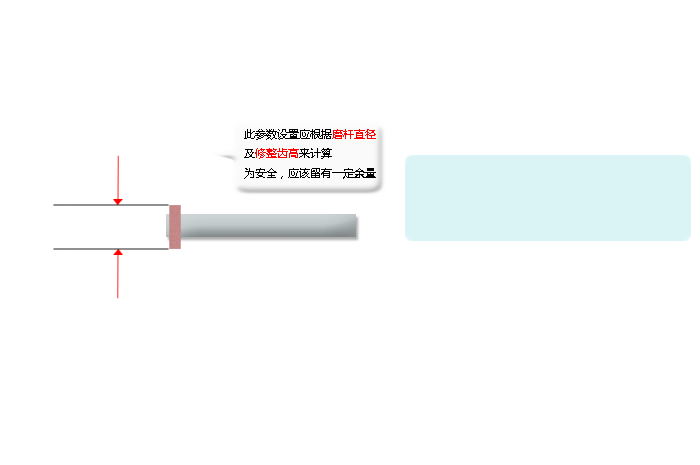 此参数设置应根据磨杆直径
及修整齿高来计算
为安全，应该留有一定余量